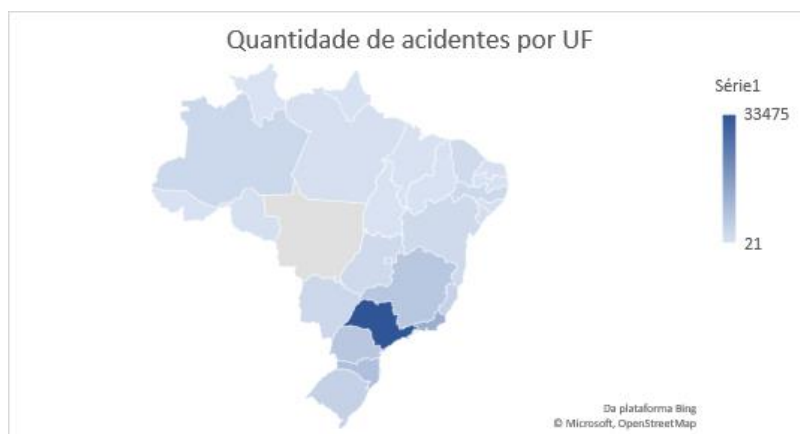 Quantidade de acidentes por UF
Série1
33475
21
Da plataforma Bing
© Microsoft, OpenStreetMap